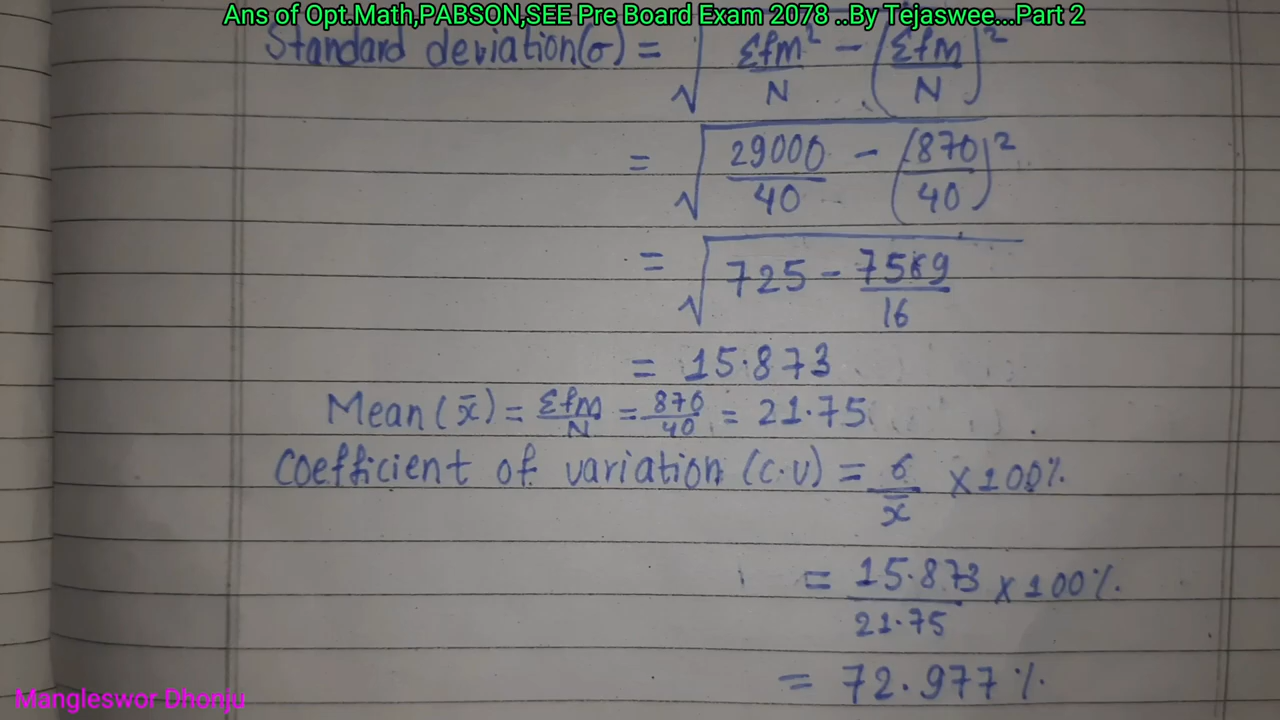 Ans of Opt.Math,PABSON,SEE Pre Board Exam 2078 ..By Tejaswee...Part 2
Standard deviation(σ) = √(Σfm²/N − (Σfm/N)²)
= √(29000/40 − (870/40)²)
= √(725 − 7569/16)
= 15.873
Mean(x̄) = Σfm/N = 870/40 = 21.75
Coefficient of variation (c.v) = σ/x̄ × 100%
= 15.873/21.75 × 100%
= 72.977%
Mangleswor Dhonju